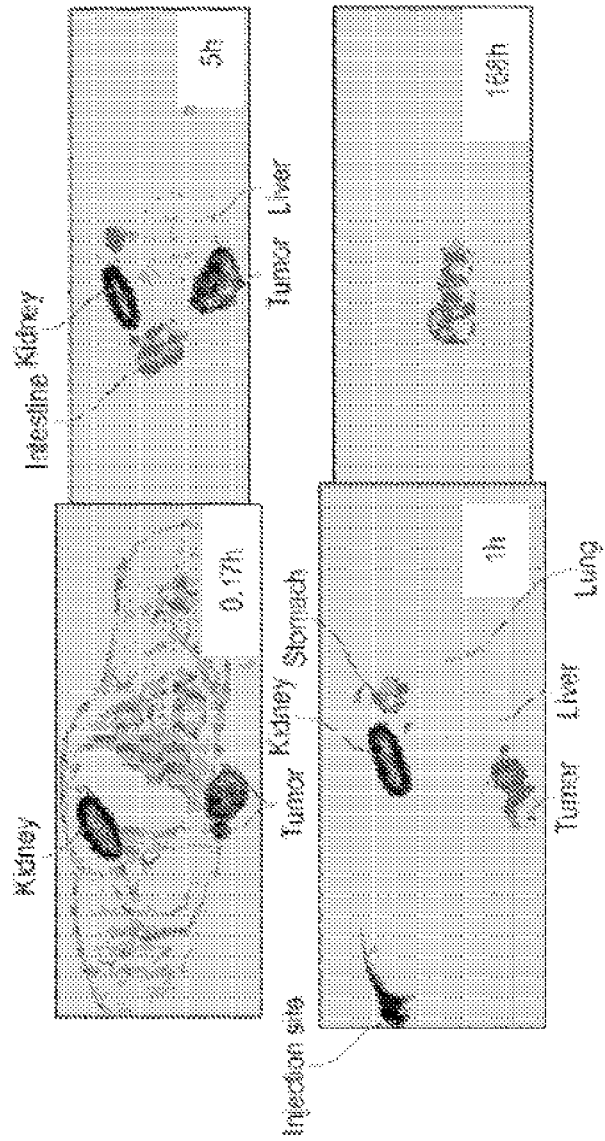 Kidney
Intestine Kidney
0.17h
5h
Tumor
Tumor Liver
Injection site
Kidney Stomach
1h
168h
Tumor Liver Lung